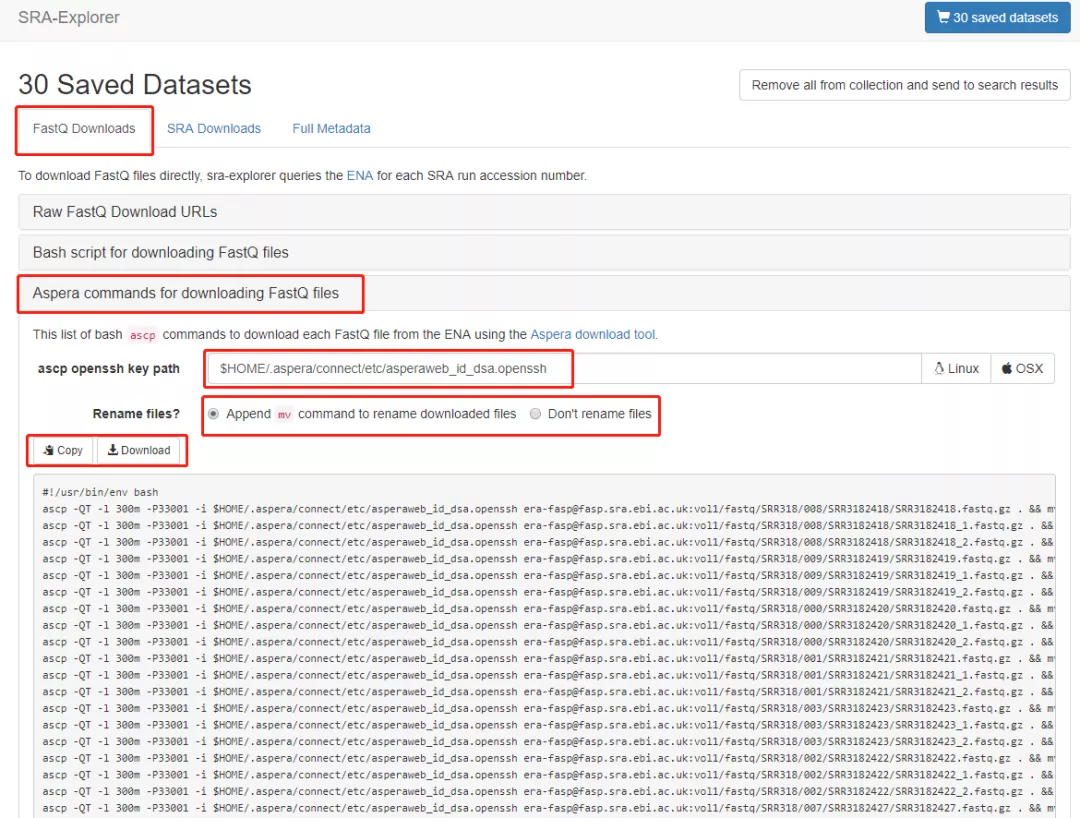 SRA-Explorer
30 saved datasets
30 Saved Datasets
Remove all from collection and send to search results
FastQ Downloads SRA Downloads Full Metadata
To download FastQ files directly, sra-explorer queries the ENA for each SRA run accession number.
Raw FastQ Download URLs
Bash script for downloading FastQ files
Aspera commands for downloading FastQ files
This list of bash ascp commands to download each FastQ file from the ENA using the Aspera download tool.
ascp openssh key path $HOME/.aspera/connect/etc/asperaweb_id_dsa.openssh Linux OSX
Rename files? Append mv command to rename downloaded files Don't rename files
Copy Download
#!/usr/bin/env bash
ascp -QT -l 300m -P33001 -i $HOME/.aspera/connect/etc/asperaweb_id_dsa.openssh era-fasp@fasp.sra.ebi.ac.uk:vol1/fastq/SRR318/008/SRR3182418/SRR3182418.fastq.gz . && m
ascp -QT -l 300m -P33001 -i $HOME/.aspera/connect/etc/asperaweb_id_dsa.openssh era-fasp@fasp.sra.ebi.ac.uk:vol1/fastq/SRR318/008/SRR3182418/SRR3182418_1.fastq.gz . &&
ascp -QT -l 300m -P33001 -i $HOME/.aspera/connect/etc/asperaweb_id_dsa.openssh era-fasp@fasp.sra.ebi.ac.uk:vol1/fastq/SRR318/008/SRR3182418/SRR3182418_2.fastq.gz . &&
ascp -QT -l 300m -P33001 -i $HOME/.aspera/connect/etc/asperaweb_id_dsa.openssh era-fasp@fasp.sra.ebi.ac.uk:vol1/fastq/SRR318/009/SRR3182419/SRR3182419.fastq.gz . && m
ascp -QT -l 300m -P33001 -i $HOME/.aspera/connect/etc/asperaweb_id_dsa.openssh era-fasp@fasp.sra.ebi.ac.uk:vol1/fastq/SRR318/009/SRR3182419/SRR3182419_1.fastq.gz . &&
ascp -QT -l 300m -P33001 -i $HOME/.aspera/connect/etc/asperaweb_id_dsa.openssh era-fasp@fasp.sra.ebi.ac.uk:vol1/fastq/SRR318/009/SRR3182419/SRR3182419_2.fastq.gz . &&
ascp -QT -l 300m -P33001 -i $HOME/.aspera/connect/etc/asperaweb_id_dsa.openssh era-fasp@fasp.sra.ebi.ac.uk:vol1/fastq/SRR318/000/SRR3182420/SRR3182420.fastq.gz . && m
ascp -QT -l 300m -P33001 -i $HOME/.aspera/connect/etc/asperaweb_id_dsa.openssh era-fasp@fasp.sra.ebi.ac.uk:vol1/fastq/SRR318/000/SRR3182420/SRR3182420_1.fastq.gz . &&
ascp -QT -l 300m -P33001 -i $HOME/.aspera/connect/etc/asperaweb_id_dsa.openssh era-fasp@fasp.sra.ebi.ac.uk:vol1/fastq/SRR318/000/SRR3182420/SRR3182420_2.fastq.gz . &&
ascp -QT -l 300m -P33001 -i $HOME/.aspera/connect/etc/asperaweb_id_dsa.openssh era-fasp@fasp.sra.ebi.ac.uk:vol1/fastq/SRR318/001/SRR3182421/SRR3182421.fastq.gz . && m
ascp -QT -l 300m -P33001 -i $HOME/.aspera/connect/etc/asperaweb_id_dsa.openssh era-fasp@fasp.sra.ebi.ac.uk:vol1/fastq/SRR318/001/SRR3182421/SRR3182421_1.fastq.gz . &&
ascp -QT -l 300m -P33001 -i $HOME/.aspera/connect/etc/asperaweb_id_dsa.openssh era-fasp@fasp.sra.ebi.ac.uk:vol1/fastq/SRR318/001/SRR3182421/SRR3182421_2.fastq.gz . &&
ascp -QT -l 300m -P33001 -i $HOME/.aspera/connect/etc/asperaweb_id_dsa.openssh era-fasp@fasp.sra.ebi.ac.uk:vol1/fastq/SRR318/003/SRR3182423/SRR3182423.fastq.gz . && m
ascp -QT -l 300m -P33001 -i $HOME/.aspera/connect/etc/asperaweb_id_dsa.openssh era-fasp@fasp.sra.ebi.ac.uk:vol1/fastq/SRR318/003/SRR3182423/SRR3182423_1.fastq.gz . &&
ascp -QT -l 300m -P33001 -i $HOME/.aspera/connect/etc/asperaweb_id_dsa.openssh era-fasp@fasp.sra.ebi.ac.uk:vol1/fastq/SRR318/003/SRR3182423/SRR3182423_2.fastq.gz . &&
ascp -QT -l 300m -P33001 -i $HOME/.aspera/connect/etc/asperaweb_id_dsa.openssh era-fasp@fasp.sra.ebi.ac.uk:vol1/fastq/SRR318/002/SRR3182422/SRR3182422.fastq.gz . && m
ascp -QT -l 300m -P33001 -i $HOME/.aspera/connect/etc/asperaweb_id_dsa.openssh era-fasp@fasp.sra.ebi.ac.uk:vol1/fastq/SRR318/002/SRR3182422/SRR3182422_1.fastq.gz . &&
ascp -QT -l 300m -P33001 -i $HOME/.aspera/connect/etc/asperaweb_id_dsa.openssh era-fasp@fasp.sra.ebi.ac.uk:vol1/fastq/SRR318/002/SRR3182422/SRR3182422_2.fastq.gz . &&
ascp -QT -l 300m -P33001 -i $HOME/.aspera/connect/etc/asperaweb_id_dsa.openssh era-fasp@fasp.sra.ebi.ac.uk:vol1/fastq/SRR318/007/SRR3182427/SRR3182427.fastq.gz . && m